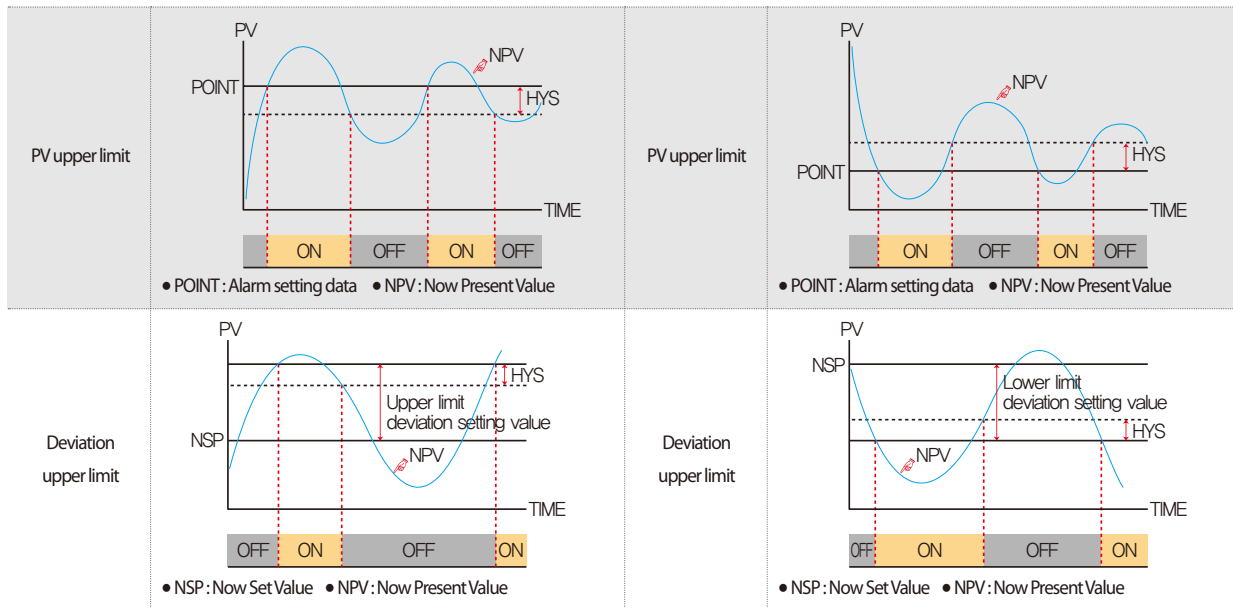 PV upper limit
PV
NPV
POINT
HYS
TIME
ON OFF ON OFF
● POINT : Alarm setting data ● NPV : Now Present Value
PV upper limit
PV
NPV
HYS
POINT
TIME
ON OFF ON OFF
● POINT : Alarm setting data ● NPV : Now Present Value
Deviation
upper limit
PV
HYS
Upper limit
deviation setting value
NSP
NPV
TIME
OFF ON OFF ON
● NSP : Now Set Value ● NPV : Now Present Value
Deviation
upper limit
PV
NSP
Lower limit
deviation setting value
HYS
NPV
TIME
OFF ON OFF ON
● NSP : Now Set Value ● NPV : Now Present Value